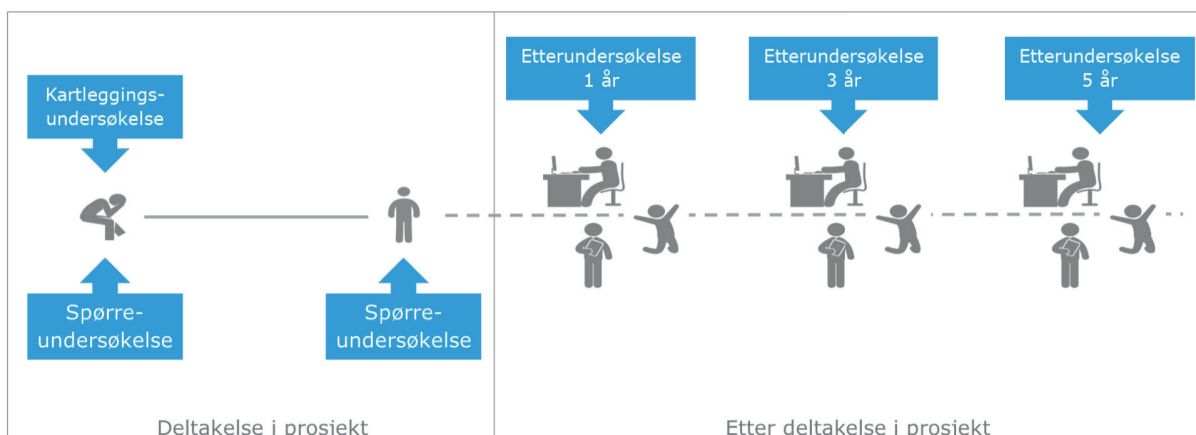 Kartleggings-
undersøkelse
Spørre-
undersøkelse
Spørre-
undersøkelse
Deltakelse i prosjekt
Etterundersøkelse
1 år
Etterundersøkelse
3 år
Etterundersøkelse
5 år
Etter deltakelse i prosjekt